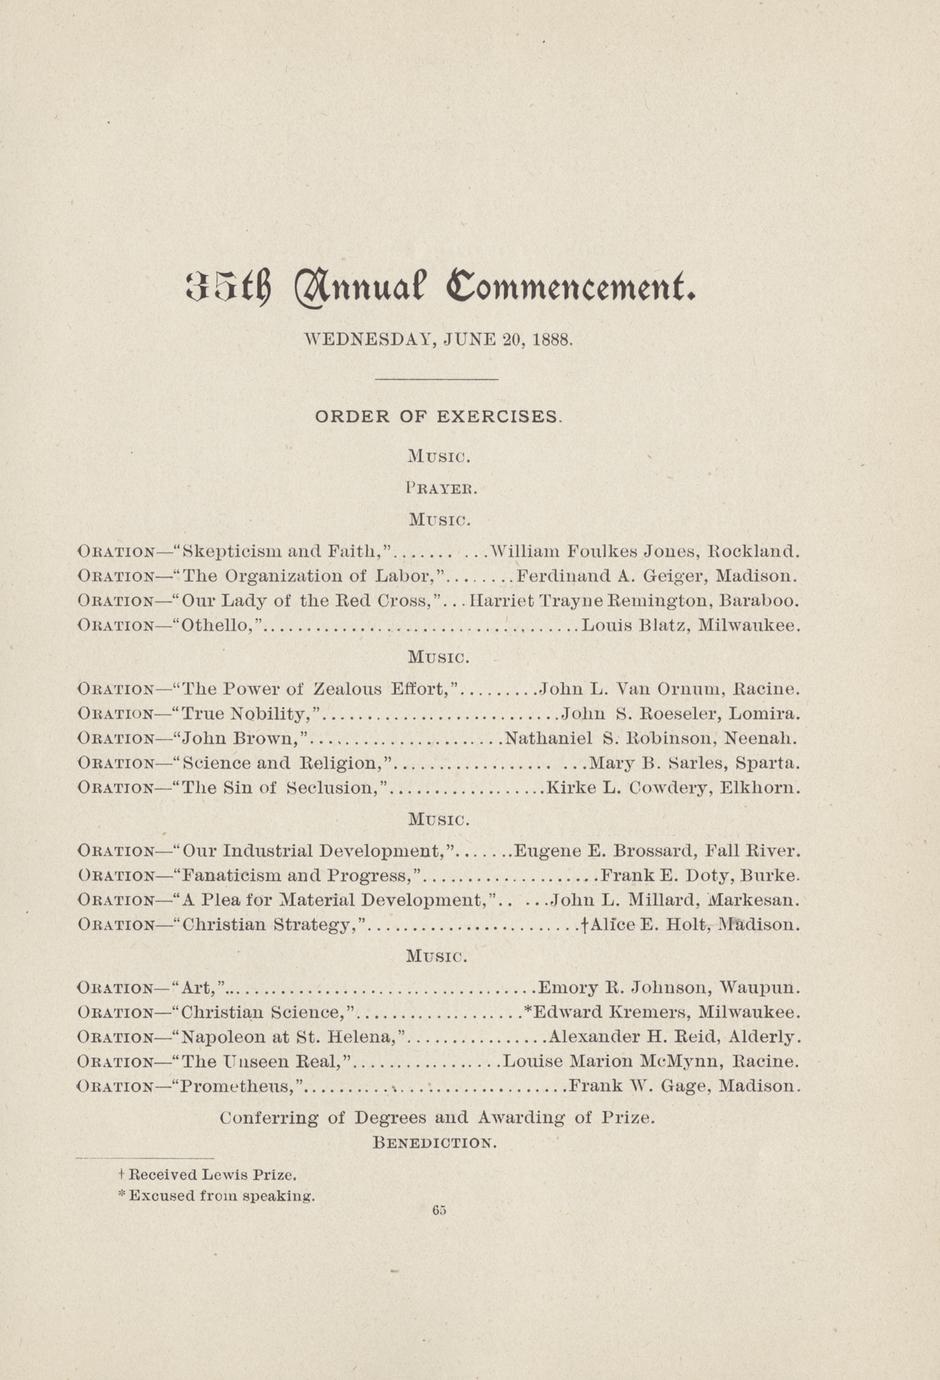 35th Annual Commencement.
WEDNESDAY, JUNE 20, 1888.
ORDER OF EXERCISES.
MUSIC.
PRAYER.
MUSIC.
ORATION—“Skepticism and Faith,”....... ...William Foulkes Jones, Rockland.
ORATION—“The Organization of Labor,”........Ferdinand A. Geiger, Madison.
ORATION—“Our Lady of the Red Cross,”...Harriet Trayne Remington, Baraboo.
ORATION—“Othello,”....................................Louis Blatz, Milwaukee.
MUSIC.
ORATION—“The Power of Zealous Effort,”.........John L. Van Ornum, Racine.
ORATION—“True Nobility,”...........................John S. Roeseler, Lomira.
ORATION—“John Brown,”......................Nathaniel S. Robinson, Neenah.
ORATION—“Science and Religion,”.................. ...Mary B. Sarles, Sparta.
ORATION—“The Sin of Seclusion,”..................Kirke L. Cowdery, Elkhorn.
MUSIC.
ORATION—“Our Industrial Development,”.......Eugene E. Brossard, Fall River.
ORATION—“Fanaticism and Progress,”....................Frank E. Doty, Burke.
ORATION—“A Plea for Material Development,”.. ...John L. Millard, Markesan.
ORATION—“Christian Strategy,”........................†Alice E. Holt, Madison.
MUSIC.
ORATION—“Art,”...................................Emory R. Johnson, Waupun.
ORATION—“Christian Science,”...................*Edward Kremers, Milwaukee.
ORATION—“Napoleon at St. Helena,”................Alexander H. Reid, Alderly.
ORATION—“The Unseen Real,”.................Louise Marion McMynn, Racine.
ORATION—“Prometheus,”..............................Frank W. Gage, Madison.
Conferring of Degrees and Awarding of Prize.
BENEDICTION.
† Received Lewis Prize.
* Excused from speaking.
65